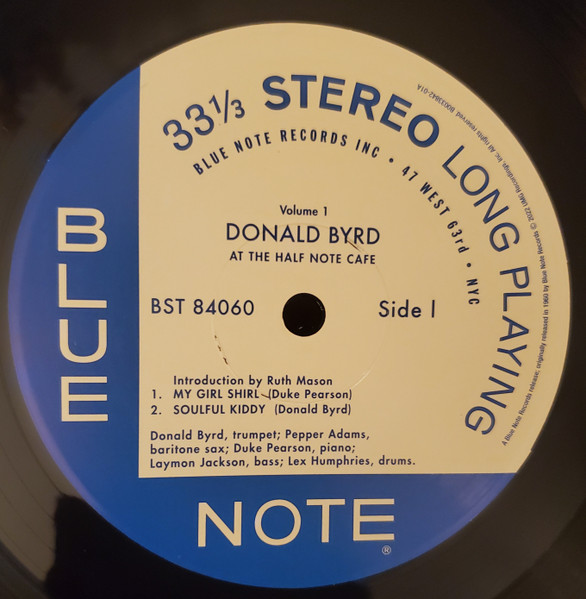 33⅓ STEREO LONG PLAYING
BLUE NOTE RECORDS INC • 47 WEST 63rd • NYC
Volume 1
DONALD BYRD
AT THE HALF NOTE CAFE
BST 84060
Side 1
Introduction by Ruth Mason
1. MY GIRL SHIRL (Duke Pearson)
2. SOULFUL KIDDY (Donald Byrd)
Donald Byrd, trumpet; Pepper Adams,
baritone sax; Duke Pearson, piano;
Laymon Jackson, bass; Lex Humphries, drums.
BLUE
NOTE®
A Blue Note Records release; originally released in 1960 by Blue Note Records © 2022 UMG Recordings, Inc. All rights reserved. B0033842-01A